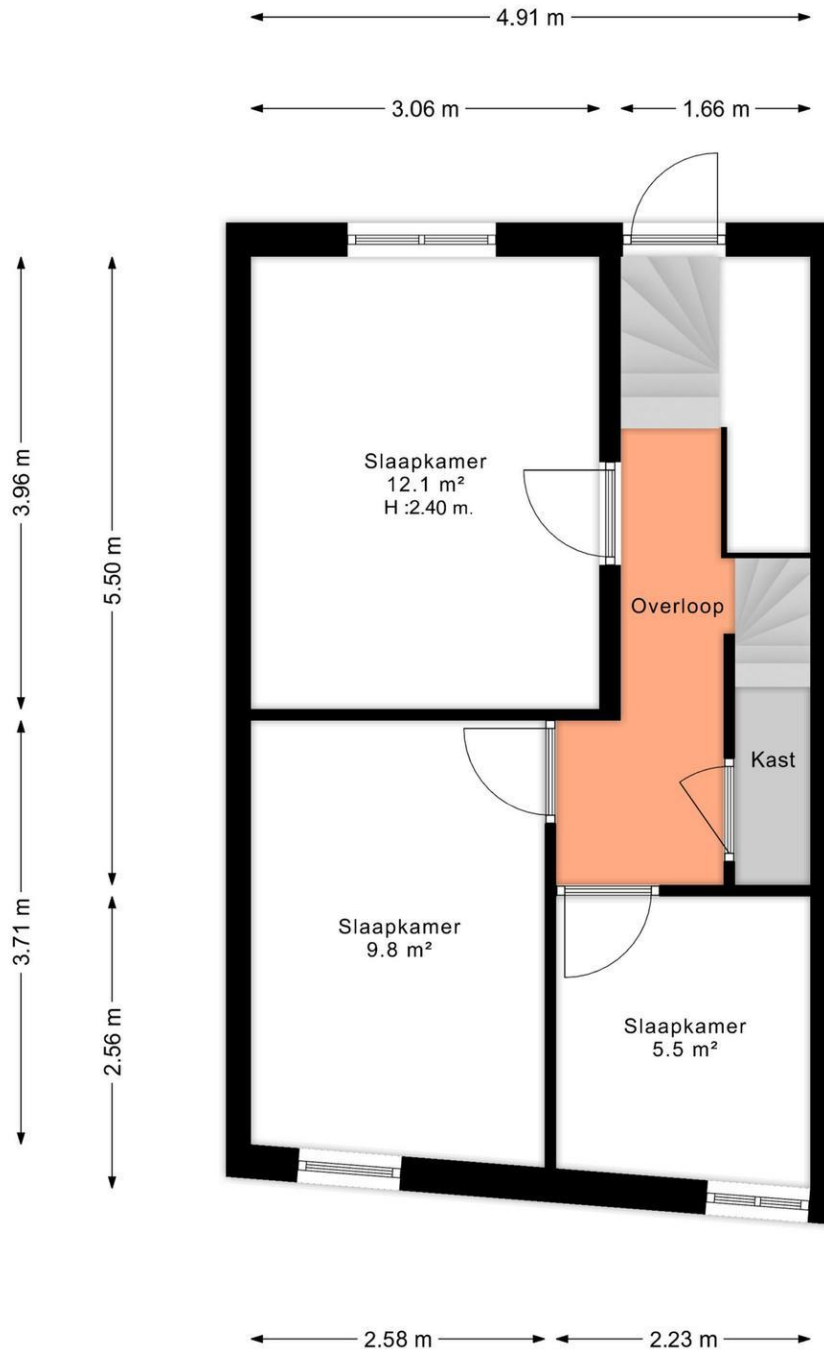 4.91 m
3.06 m
1.66 m
3.96 m
5.50 m
Slaapkamer
12.1 m²
H :2.40 m.
Overloop
Kast
3.71 m
Slaapkamer
9.8 m²
2.56 m
Slaapkamer
5.5 m²
2.58 m
2.23 m